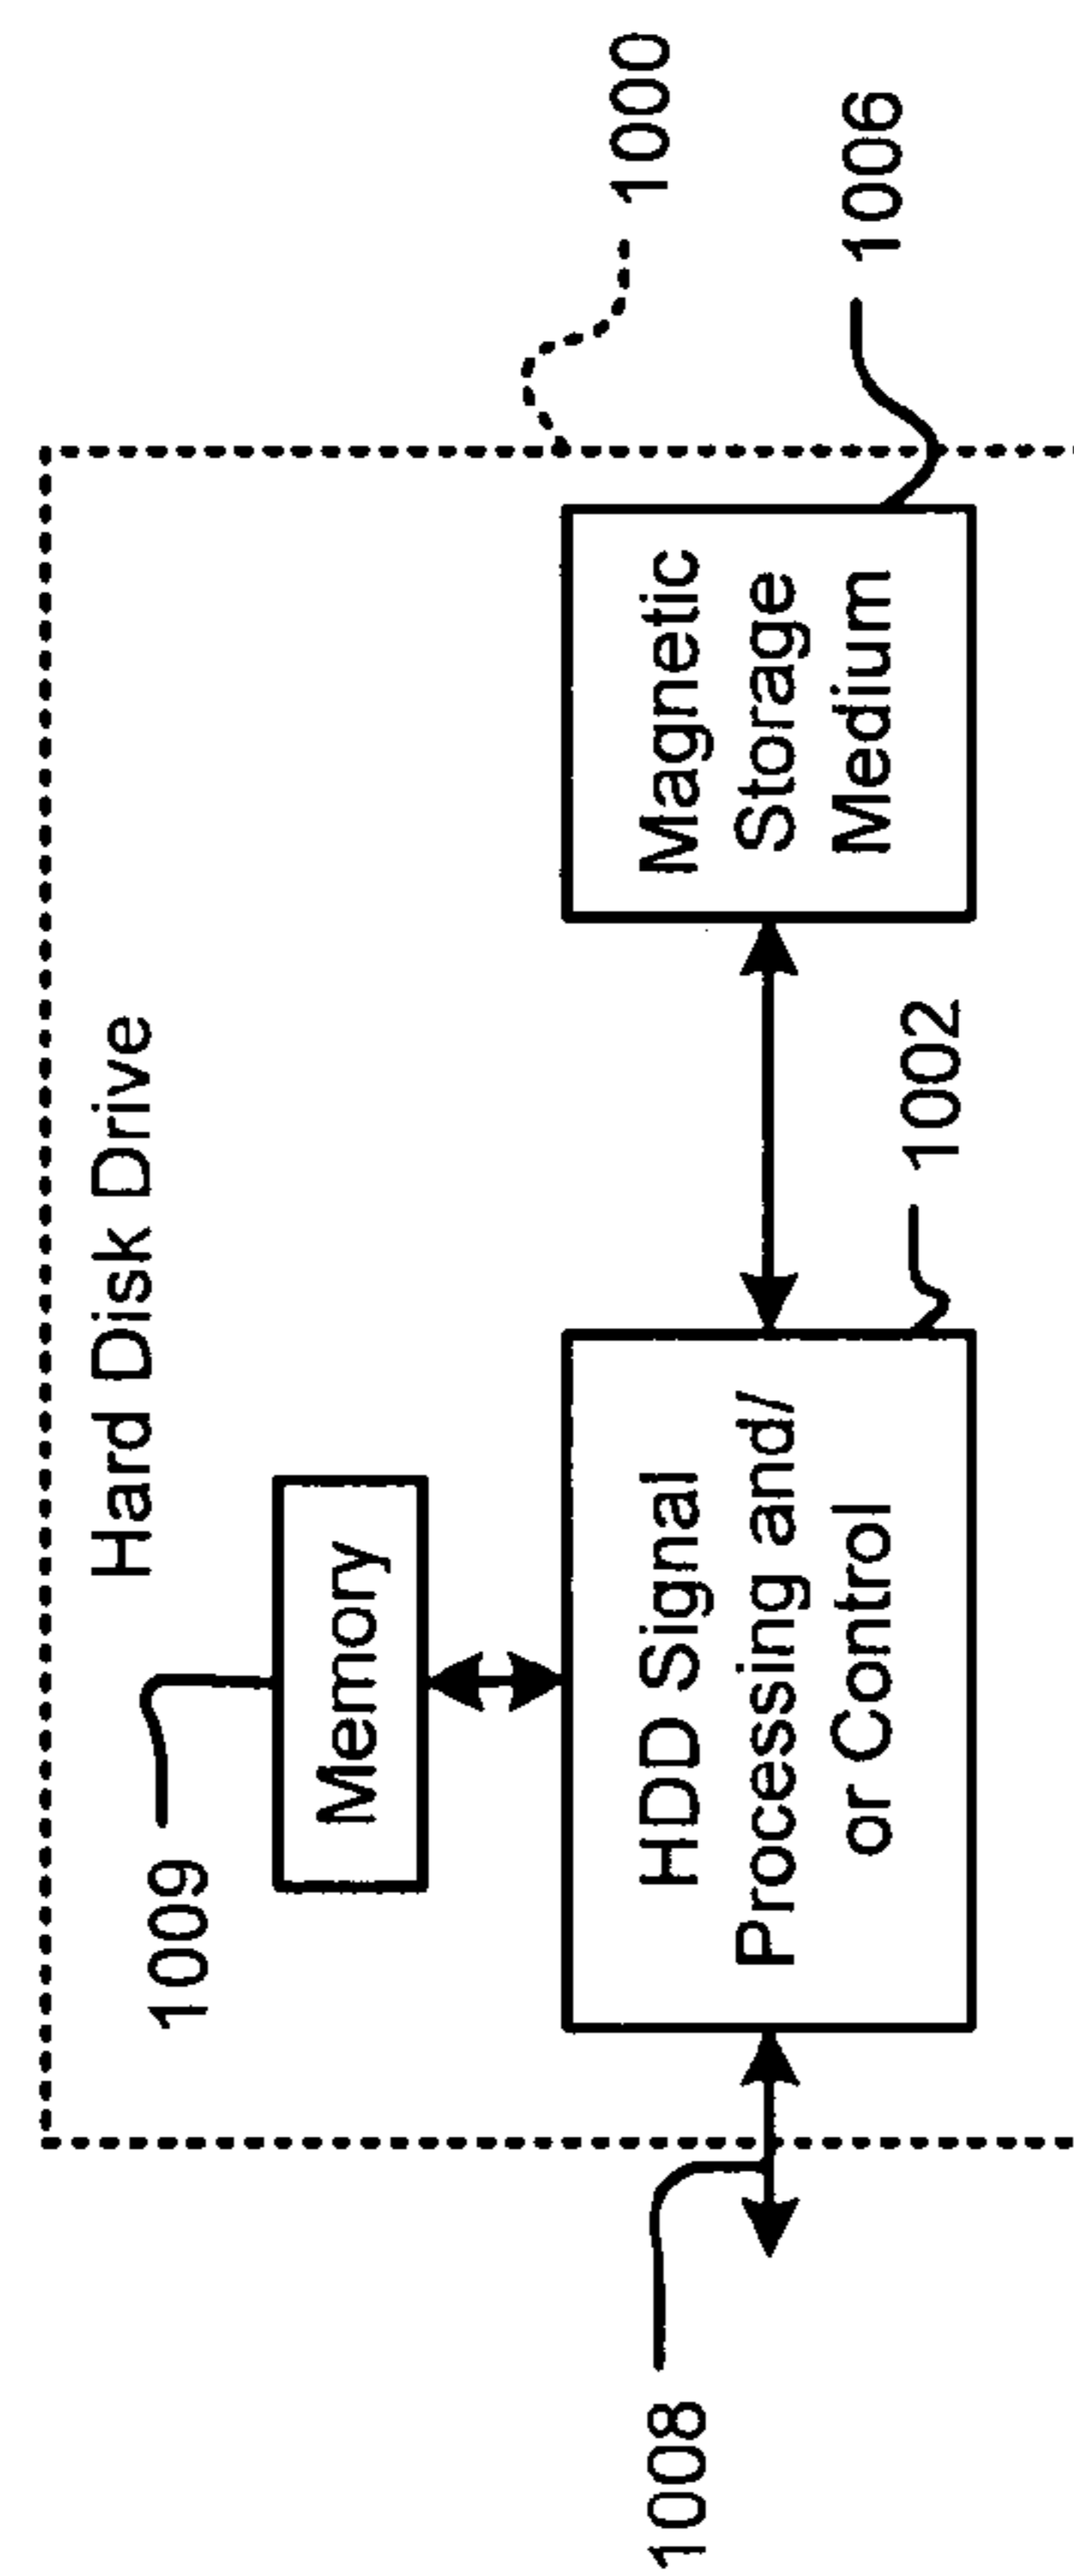 Hard Disk Drive
1000
1009
Memory
1008
HDD Signal
Processing and/
or Control
1002
Magnetic
Storage
Medium
1006